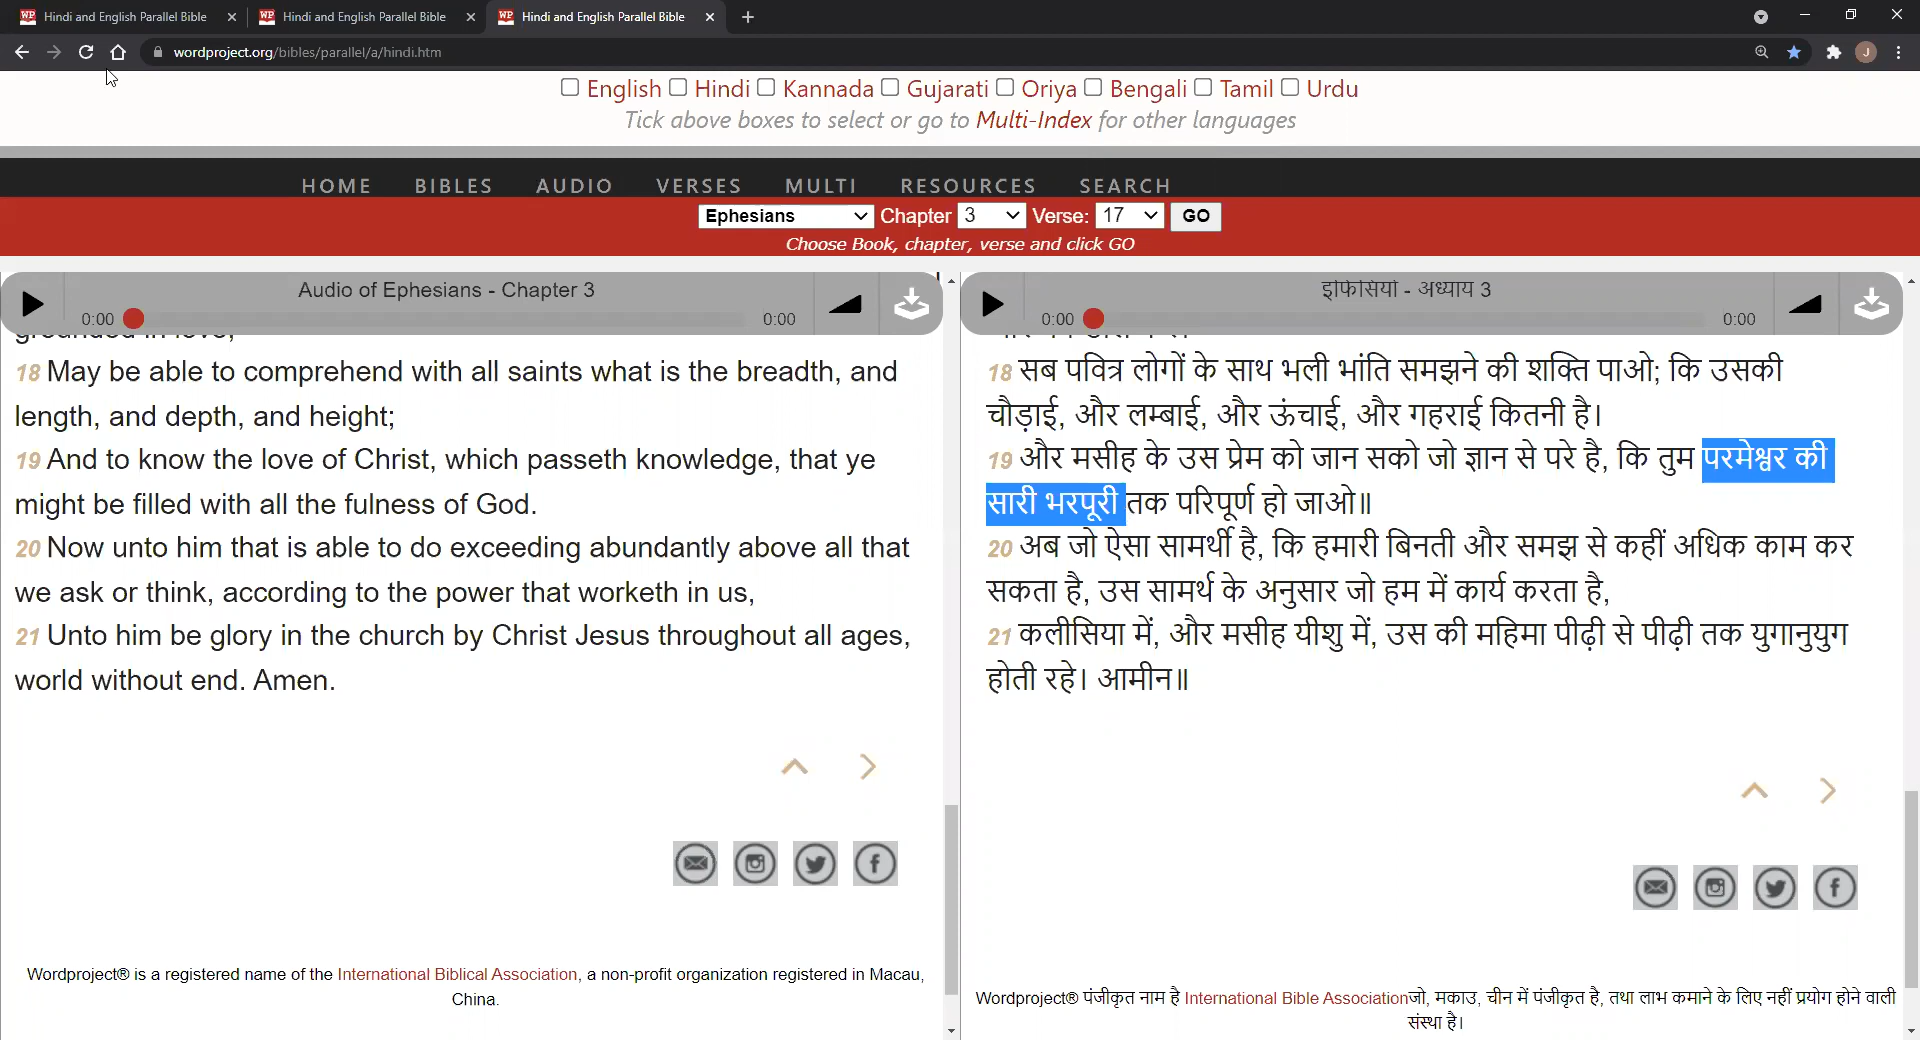 Hindi and English Parallel Bible
Hindi and English Parallel Bible
Hindi and English Parallel Bible
wordproject.org/bibles/parallel/a/hindi.htm
J
English Hindi Kannada Gujarati Oriya Bengali Tamil Urdu
Tick above boxes to select or go to Multi-Index for other languages
HOME BIBLES AUDIO VERSES MULTI RESOURCES SEARCH
Ephesians Chapter 3 Verse: 17 GO
Choose Book, chapter, verse and click GO
Audio of Ephesians - Chapter 3
0:00 0:00
18 May be able to comprehend with all saints what is the breadth, and
length, and depth, and height;
19 And to know the love of Christ, which passeth knowledge, that ye
might be filled with all the fulness of God.
20 Now unto him that is able to do exceeding abundantly above all that
we ask or think, according to the power that worketh in us,
21 Unto him be glory in the church by Christ Jesus throughout all ages,
world without end. Amen.
Wordproject® is a registered name of the International Biblical Association, a non-profit organization registered in Macau,
China.
इफिसियों - अध्याय 3
0:00 0:00
18 सब पवित्र लोगों के साथ भली भांति समझने की शक्ति पाओ; कि उसकी
चौड़ाई, और लम्बाई, और ऊंचाई, और गहराई कितनी है।
19 और मसीह के उस प्रेम को जान सको जो ज्ञान से परे है, कि तुम परमेश्वर की
सारी भरपूरी तक परिपूर्ण हो जाओ॥
20 अब जो ऐसा सामर्थी है, कि हमारी बिनती और समझ से कहीं अधिक काम कर
सकता है, उस सामर्थ के अनुसार जो हम में कार्य करता है,
21 कलीसिया में, और मसीह यीशु में, उस की महिमा पीढ़ी से पीढ़ी तक युगानुयुग
होती रहे। आमीन॥
Wordproject® पंजीकृत नाम है International Bible Associationजो, मकाउ, चीन में पंजीकृत है, तथा लाभ कमाने के लिए नहीं प्रयोग होने वाली
संस्था है।